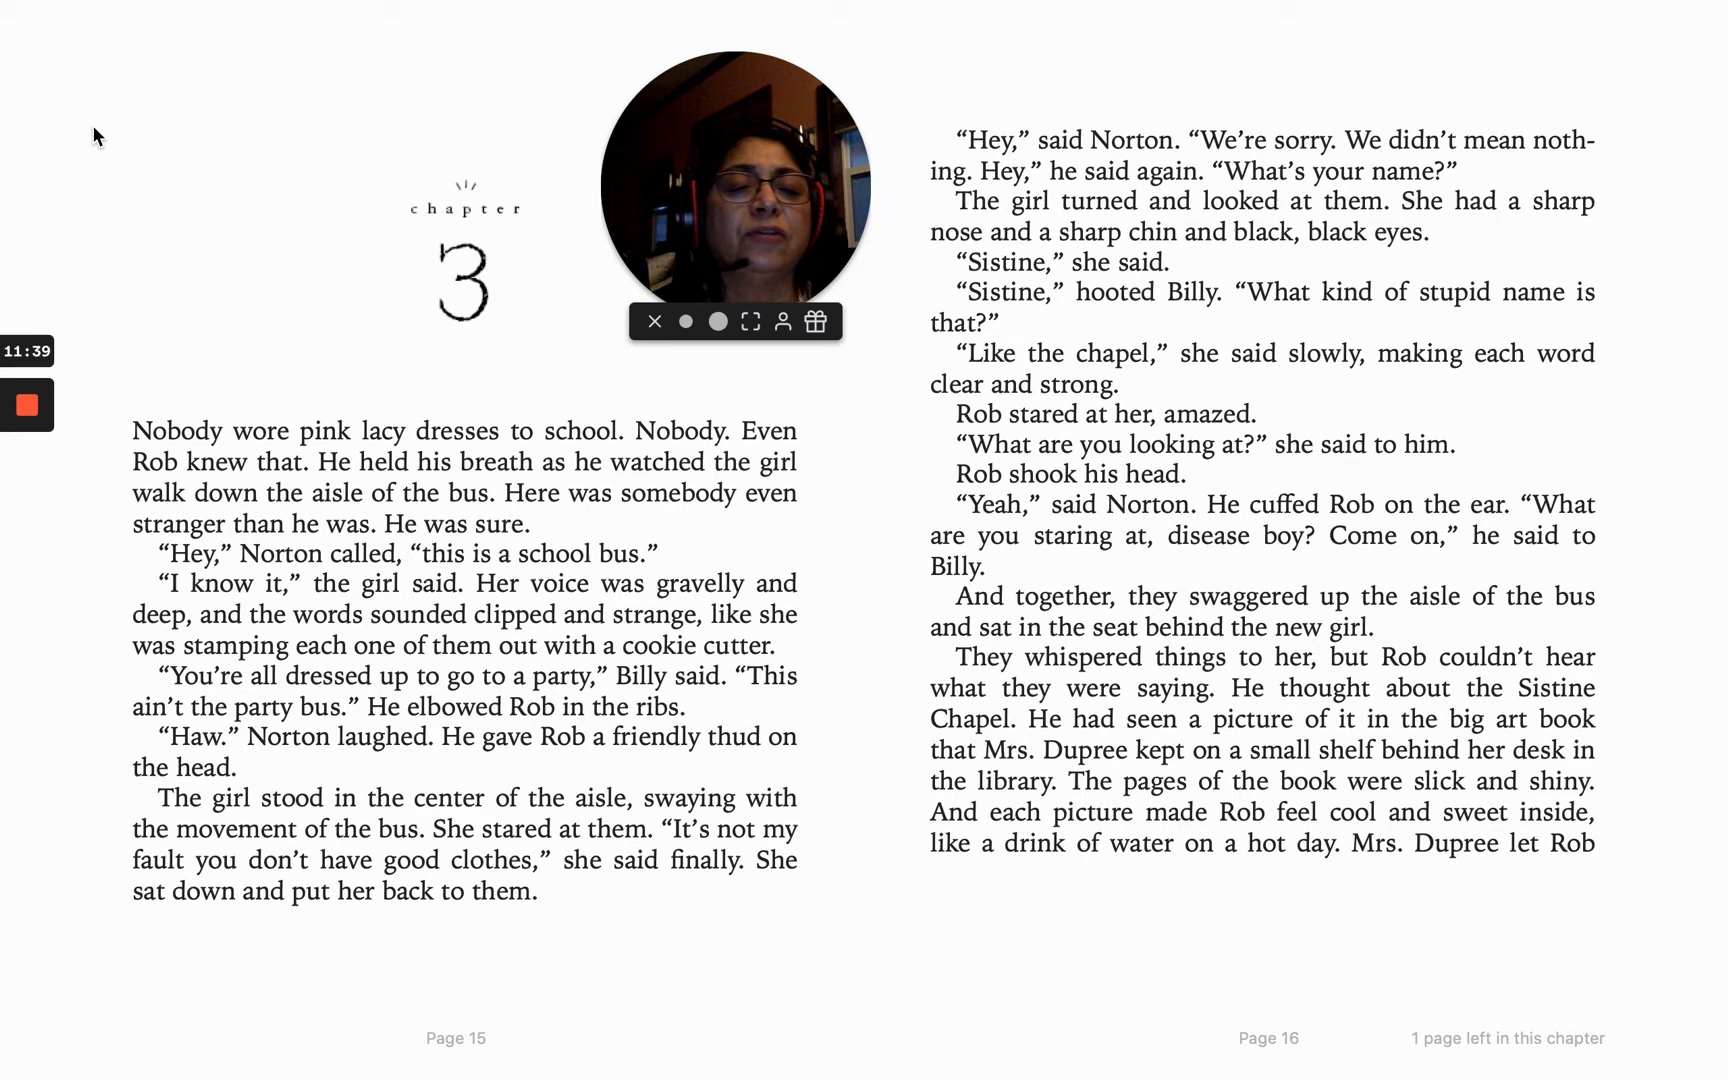 chapter
3
11:39
Nobody wore pink lacy dresses to school. Nobody. Even
Rob knew that. He held his breath as he watched the girl
walk down the aisle of the bus. Here was somebody even
stranger than he was. He was sure.
“Hey,” Norton called, “this is a school bus.”
“I know it,” the girl said. Her voice was gravelly and
deep, and the words sounded clipped and strange, like she
was stamping each one of them out with a cookie cutter.
“You’re all dressed up to go to a party,” Billy said. “This
ain’t the party bus.” He elbowed Rob in the ribs.
“Haw.” Norton laughed. He gave Rob a friendly thud on
the head.
The girl stood in the center of the aisle, swaying with
the movement of the bus. She stared at them. “It’s not my
fault you don’t have good clothes,” she said finally. She
sat down and put her back to them.
Page 15
“Hey,” said Norton. “We’re sorry. We didn’t mean noth-
ing. Hey,” he said again. “What’s your name?”
The girl turned and looked at them. She had a sharp
nose and a sharp chin and black, black eyes.
“Sistine,” she said.
“Sistine,” hooted Billy. “What kind of stupid name is
that?”
“Like the chapel,” she said slowly, making each word
clear and strong.
Rob stared at her, amazed.
“What are you looking at?” she said to him.
Rob shook his head.
“Yeah,” said Norton. He cuffed Rob on the ear. “What
are you staring at, disease boy? Come on,” he said to
Billy.
And together, they swaggered up the aisle of the bus
and sat in the seat behind the new girl.
They whispered things to her, but Rob couldn’t hear
what they were saying. He thought about the Sistine
Chapel. He had seen a picture of it in the big art book
that Mrs. Dupree kept on a small shelf behind her desk in
the library. The pages of the book were slick and shiny.
And each picture made Rob feel cool and sweet inside,
like a drink of water on a hot day. Mrs. Dupree let Rob
Page 16
1 page left in this chapter